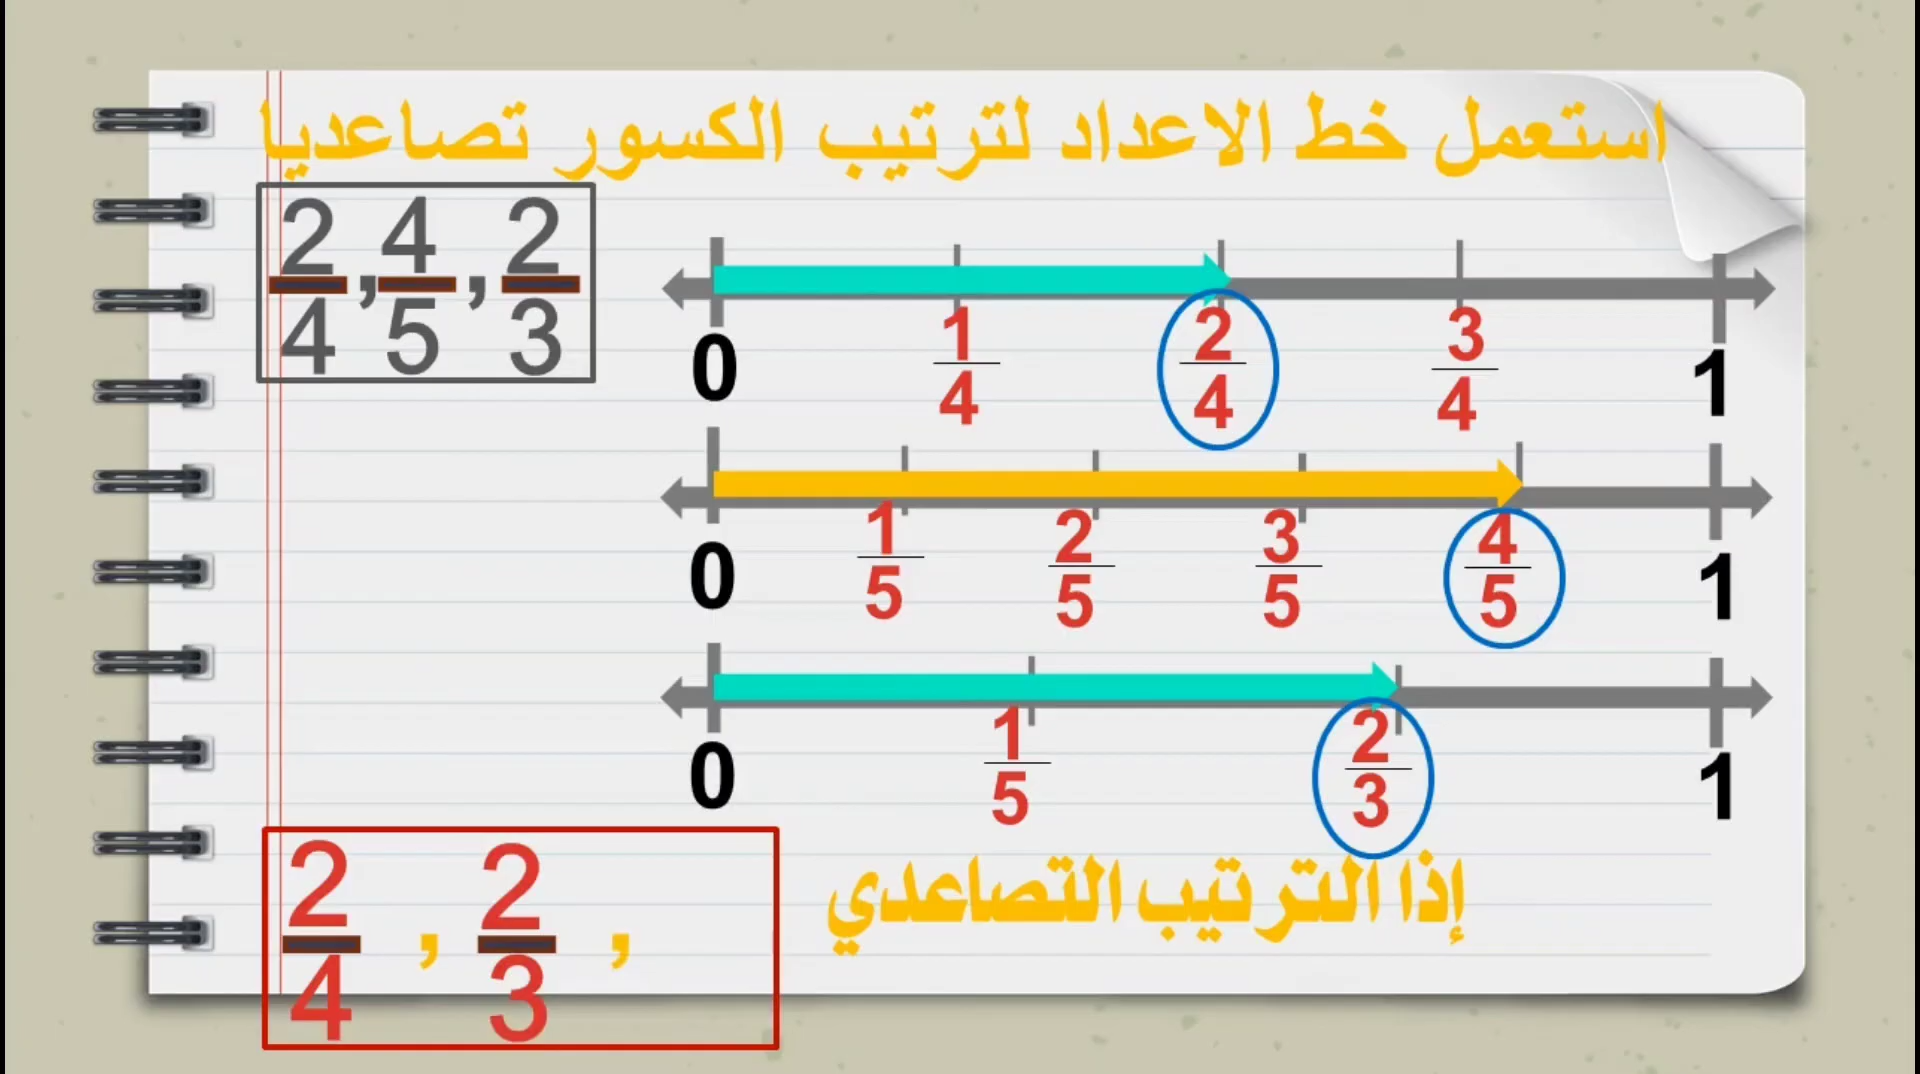 استعمل خط الاعداد لترتيب الكسور تصاعديا
2/4 , 4/5 , 2/3
0 1/4 2/4 3/4 1
0 1/5 2/5 3/5 4/5 1
0 1/5 2/3 1
إذا الترتيب التصاعدي
2/4 , 2/3 ,